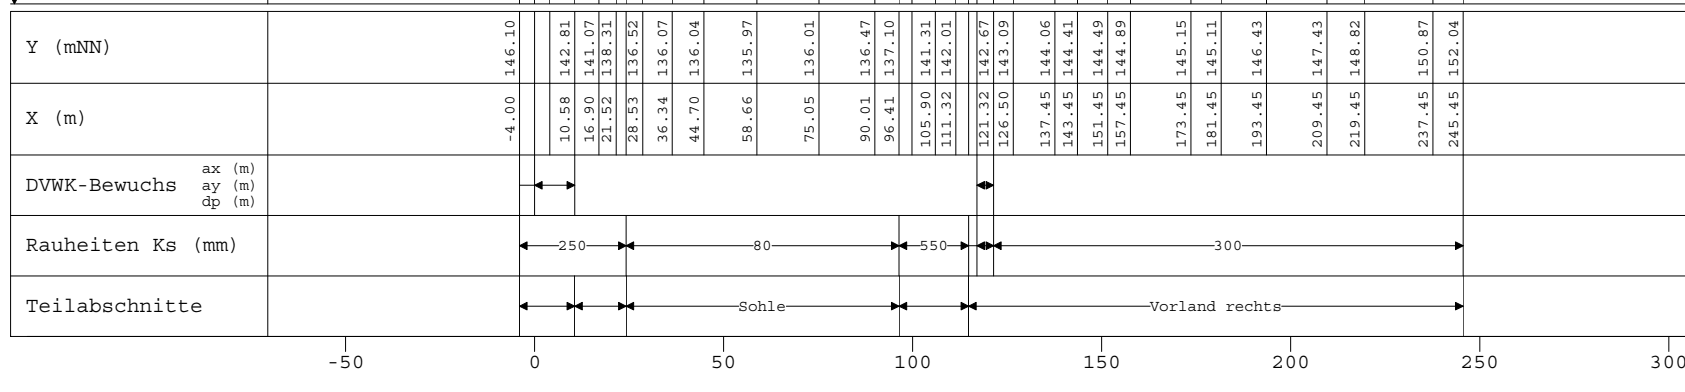 Y (mNN) 146.10 142.81 141.07 138.31 136.52 136.07 136.04 135.97 136.01 136.47 137.10 141.31 142.01 142.67 143.09 144.06 144.41 144.49 144.89 145.15 145.11 146.43 147.43 148.82 150.87 152.04
X (m) -4.00 10.58 16.90 21.52 28.53 36.34 44.70 58.66 75.05 90.01 96.41 105.90 111.32 121.32 126.50 137.45 143.45 151.45 157.45 173.45 181.45 193.45 209.45 219.45 237.45 245.45
ax (m)
DVWK-Bewuchs ay (m)
dp (m)
Rauheiten Ks (mm) 250 80 550 300
Teilabschnitte Sohle Vorland rechts
-50 0 50 100 150 200 250 300